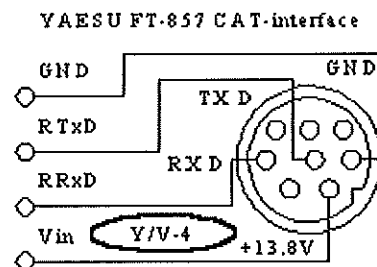 YAESU FT-857 CAT-interface
GND
GND
RTxD
TXD
RRxD
RXD
Vin
Y/V-4
+13.8V